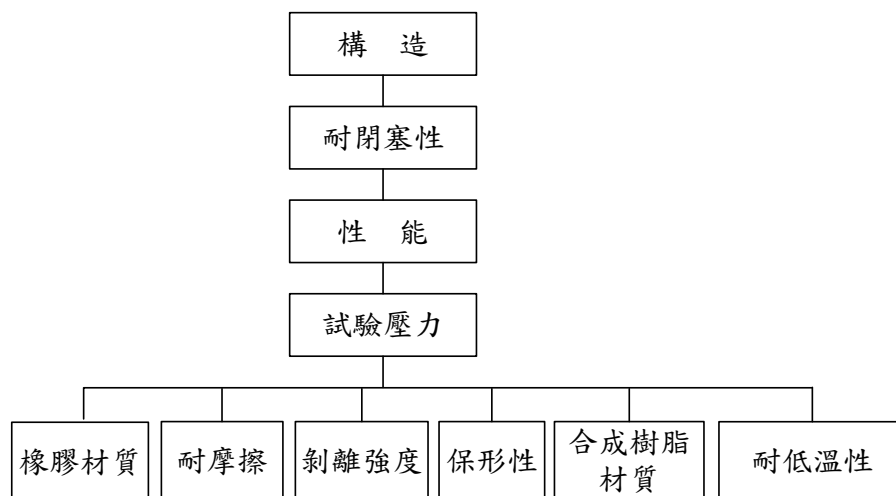 構　造
耐閉塞性
性　能
試驗壓力
橡膠材質
耐摩擦
剝離強度
保形性
合成樹脂
材質
耐低溫性